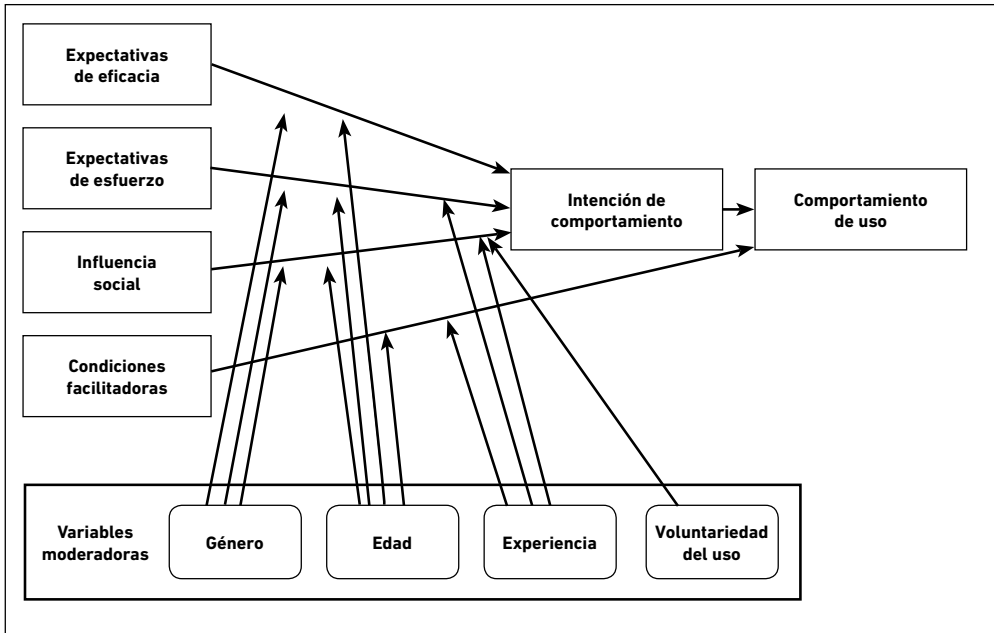 Expectativas
de eficacia
Expectativas
de esfuerzo
Influencia
social
Condiciones
facilitadoras
Intención de
comportamiento
Comportamiento
de uso
Variables
moderadoras
Género
Edad
Experiencia
Voluntariedad
del uso